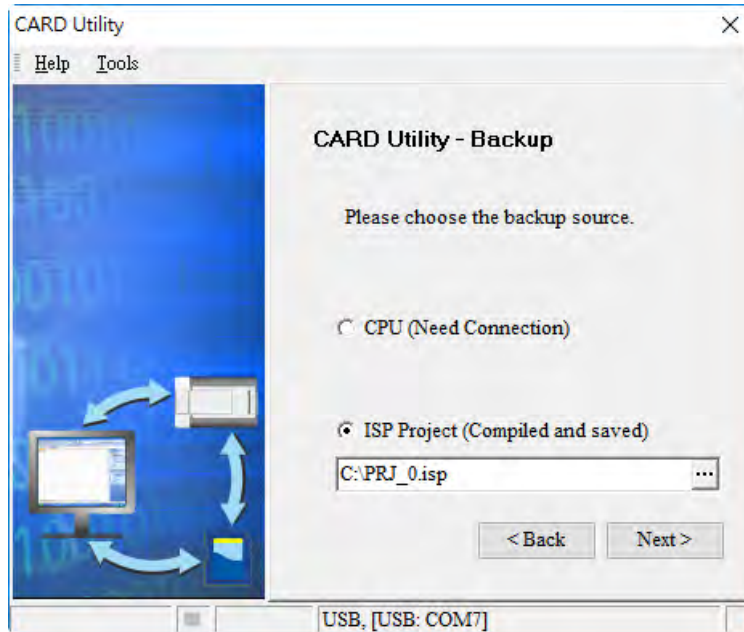 CARD Utility
Help Tools
CARD Utility - Backup
Please choose the backup source.
CPU (Need Connection)
ISP Project (Compiled and saved)
C:\PRJ_0.isp ...
< Back Next >
USB, [USB: COM7]